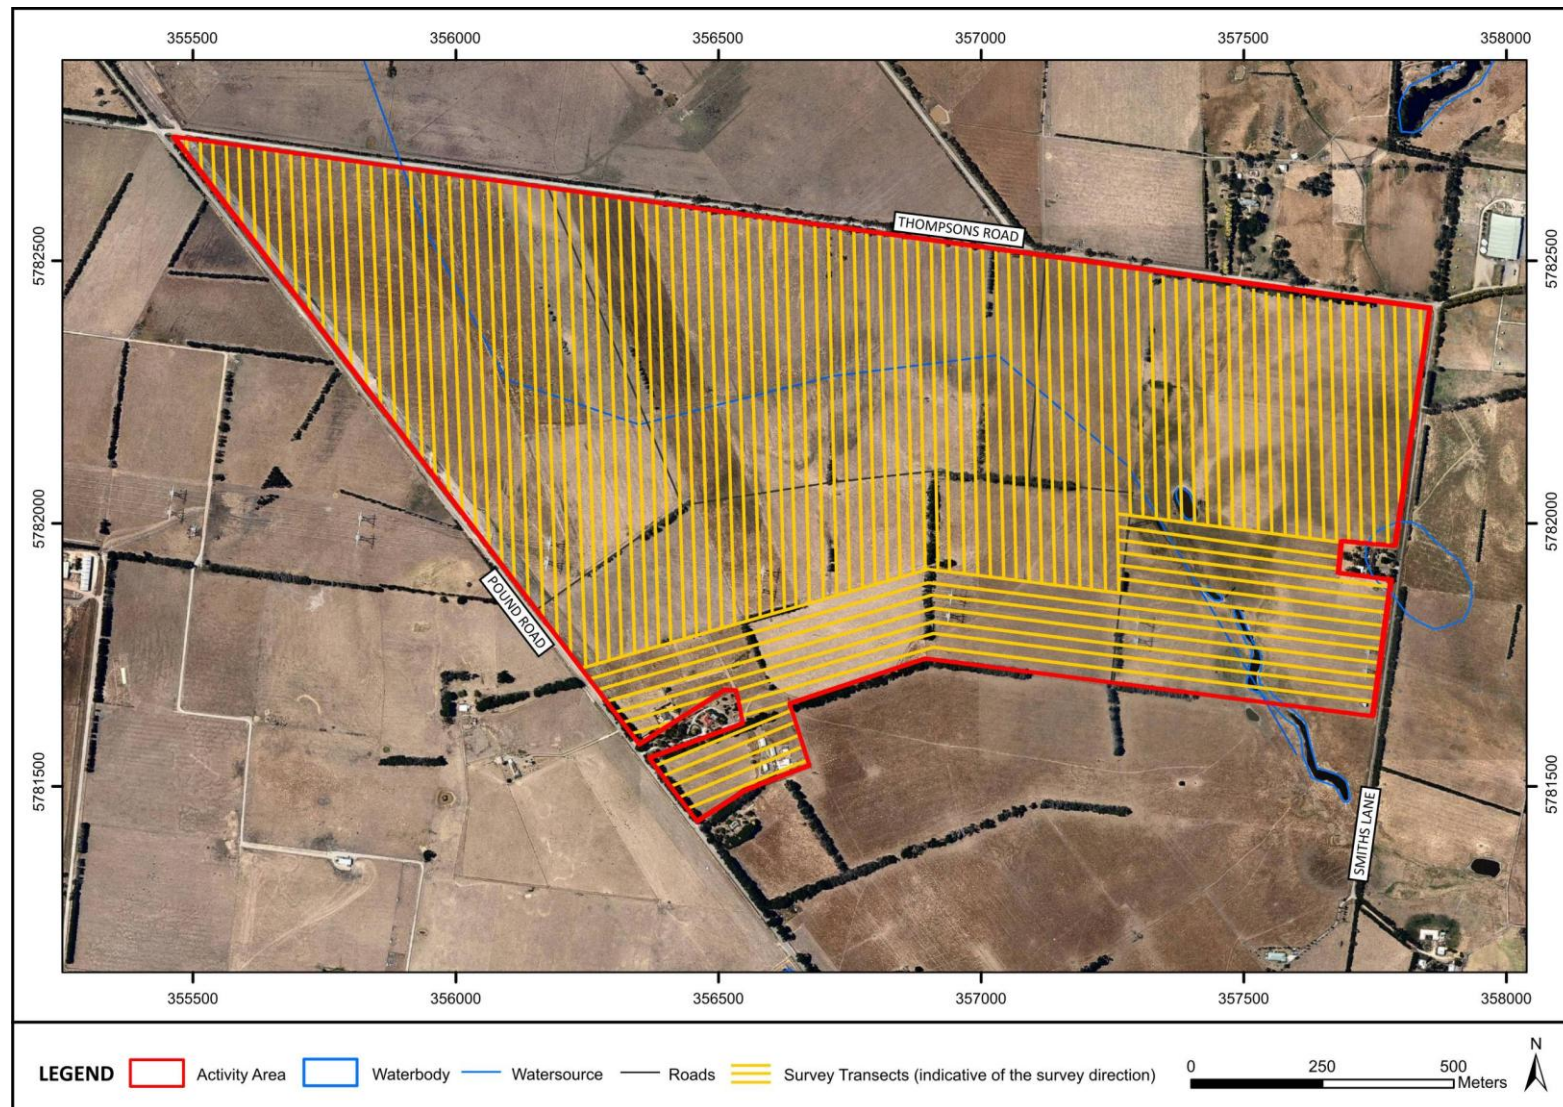 355500 356000 356500 357000 357500 358000
THOMPSONS ROAD
5782500 5782500
5782000 5782000
POUND ROAD
5781500 5781500
SMITHS LANE
355500 356000 356500 357000 357500 358000
N
0 250 500
LEGEND Activity Area Waterbody Watersource Roads Survey Transects (indicative of the survey direction) Meters